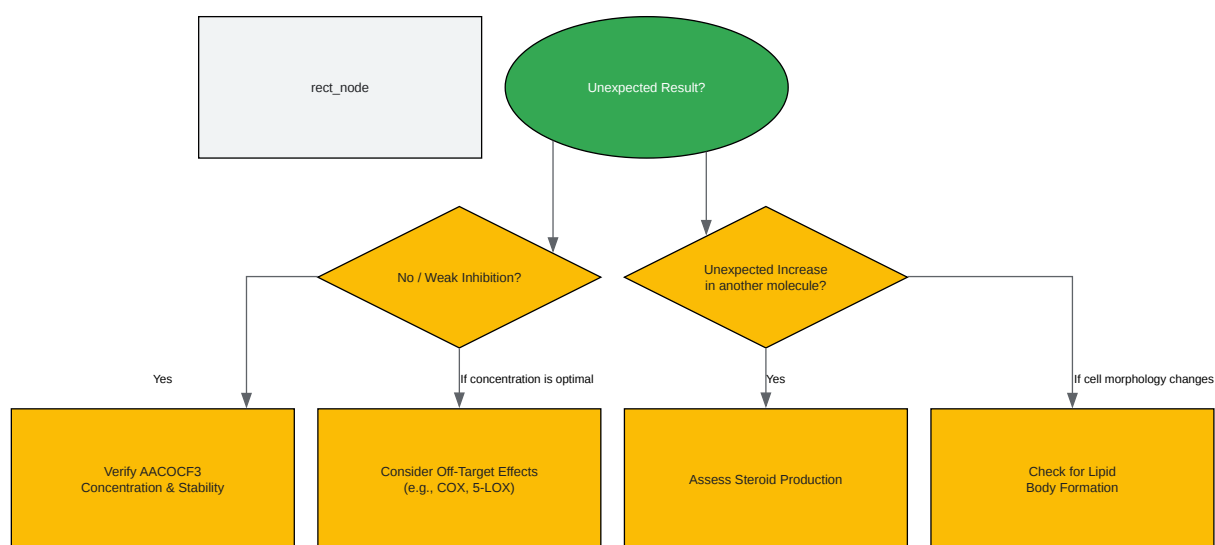 rect_node
Unexpected Result?
No / Weak Inhibition?
Unexpected Increase
in another molecule?
Yes
If concentration is optimal
Yes
If cell morphology changes
Verify AACOCF3
Concentration & Stability
Consider Off-Target Effects
(e.g., COX, 5-LOX)
Assess Steroid Production
Check for Lipid
Body Formation